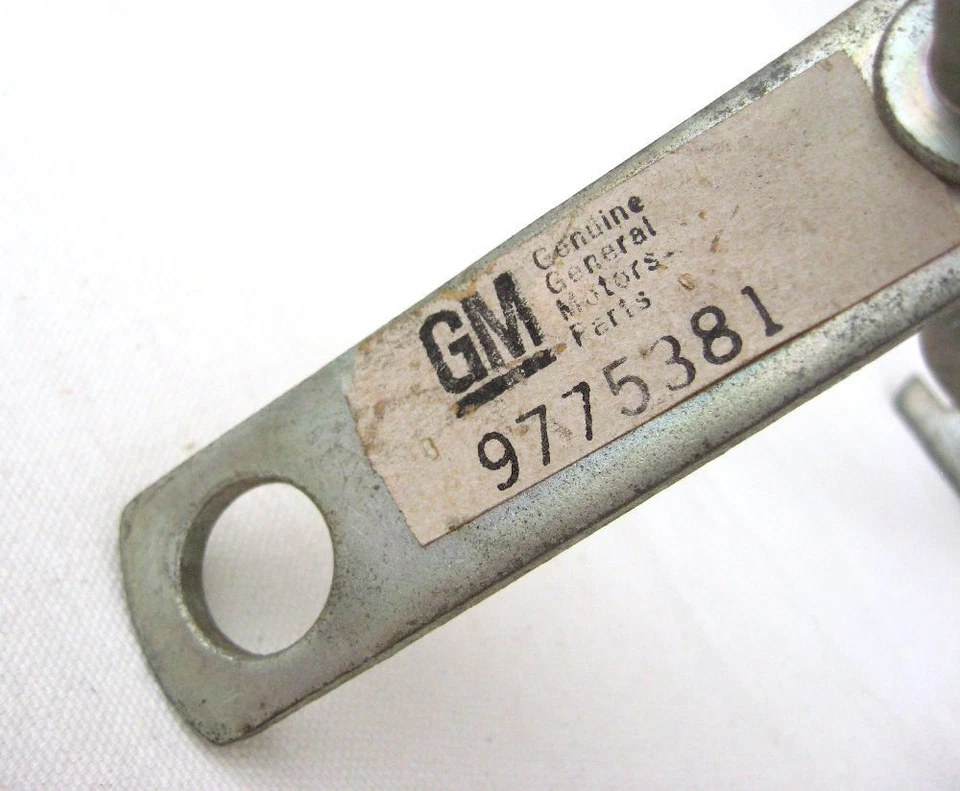 GM
Genuine
General
Motors
Parts
9775381